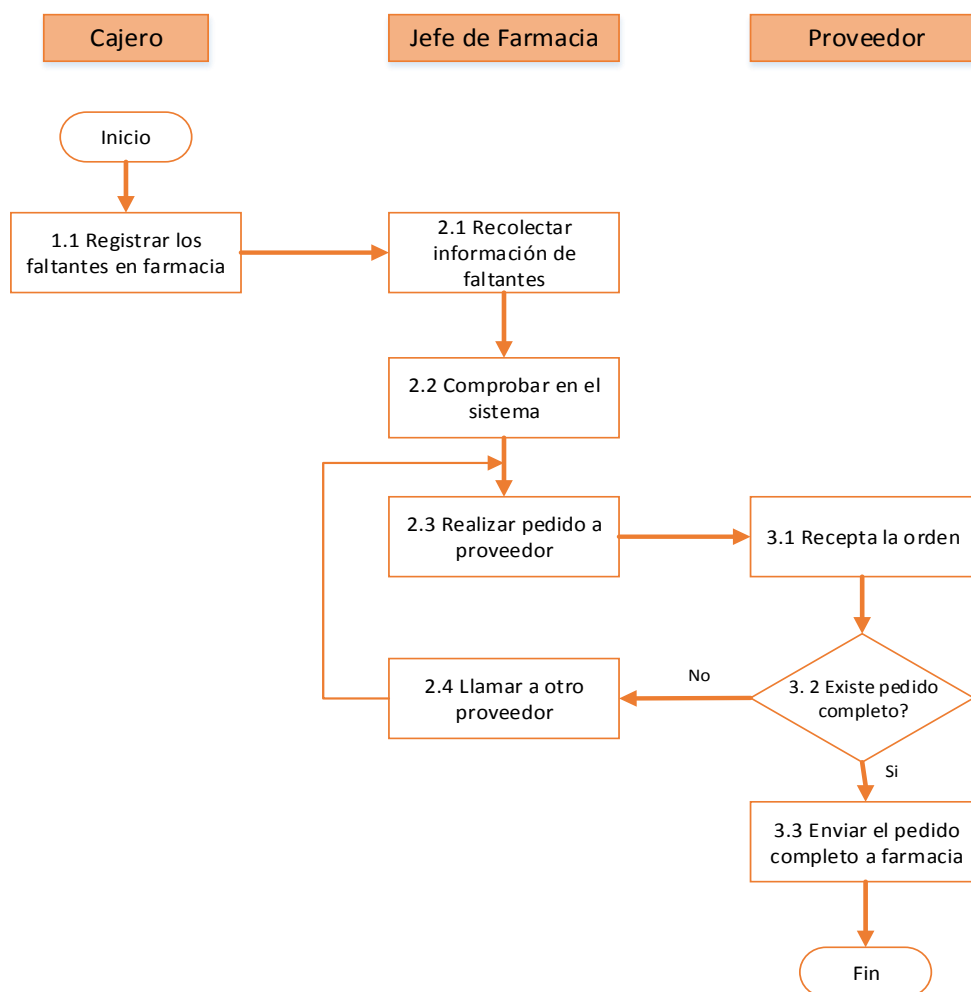 Cajero
Jefe de Farmacia
Proveedor
Inicio
1.1 Registrar los
faltantes en farmacia
2.1 Recolectar
información de
faltantes
2.2 Comprobar en el
sistema
2.3 Realizar pedido a
proveedor
3.1 Recepta la orden
3. 2 Existe pedido
completo?
No
2.4 Llamar a otro
proveedor
Si
3.3 Enviar el pedido
completo a farmacia
Fin